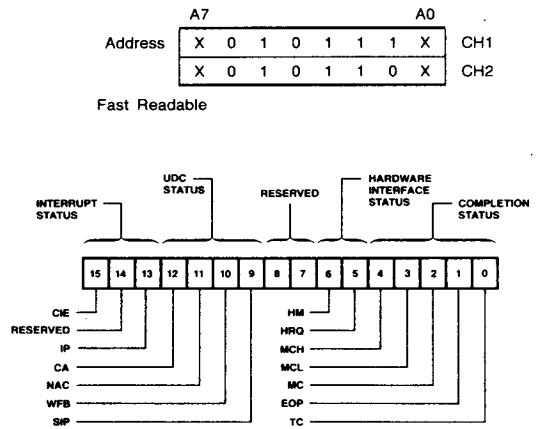 A7 A0
Address X 0 1 0 1 1 1 X CH1
X 0 1 0 1 1 0 X CH2
Fast Readable
INTERRUPT STATUS
UDC STATUS
RESERVED
HARDWARE INTERFACE STATUS
COMPLETION STATUS
15 14 13 12 11 10 9 8 7 6 5 4 3 2 1 0
CIE
RESERVED
IP
CA
NAC
WFB
SIP
HM
HRQ
MCH
MCL
MC
EOP
TC